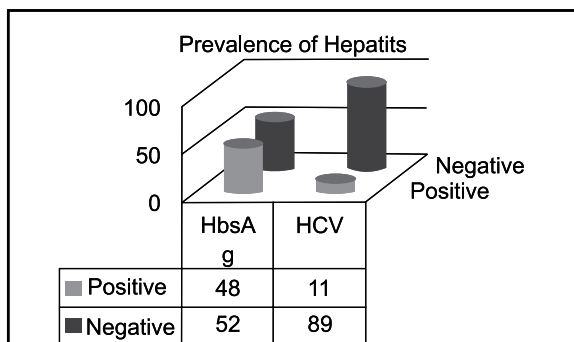 Prevalence of Hepatits
100
50
0
Negative
Positive
HbsA
g
HCV
Positive 48 11
Negative 52 89